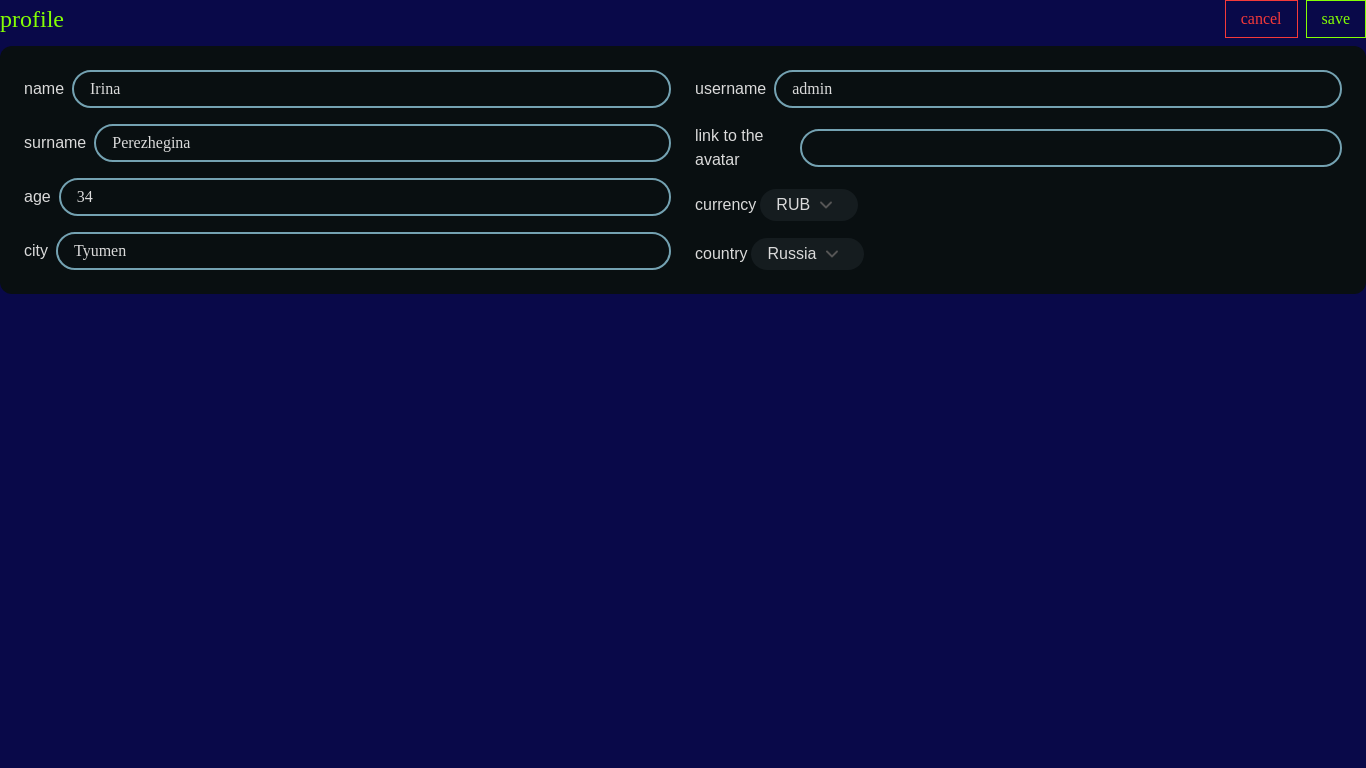 profile
cancel
save
name
Irina
surname
Perezhegina
age
34
city
Tyumen
username
admin
link to the
avatar
currency
RUB
country
Russia